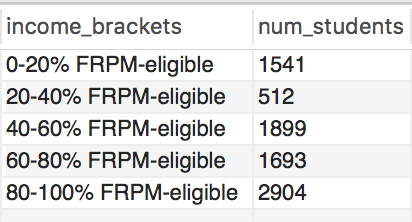 income_brackets num_students
0-20% FRPM-eligible 1541
20-40% FRPM-eligible 512
40-60% FRPM-eligible 1899
60-80% FRPM-eligible 1693
80-100% FRPM-eligible 2904